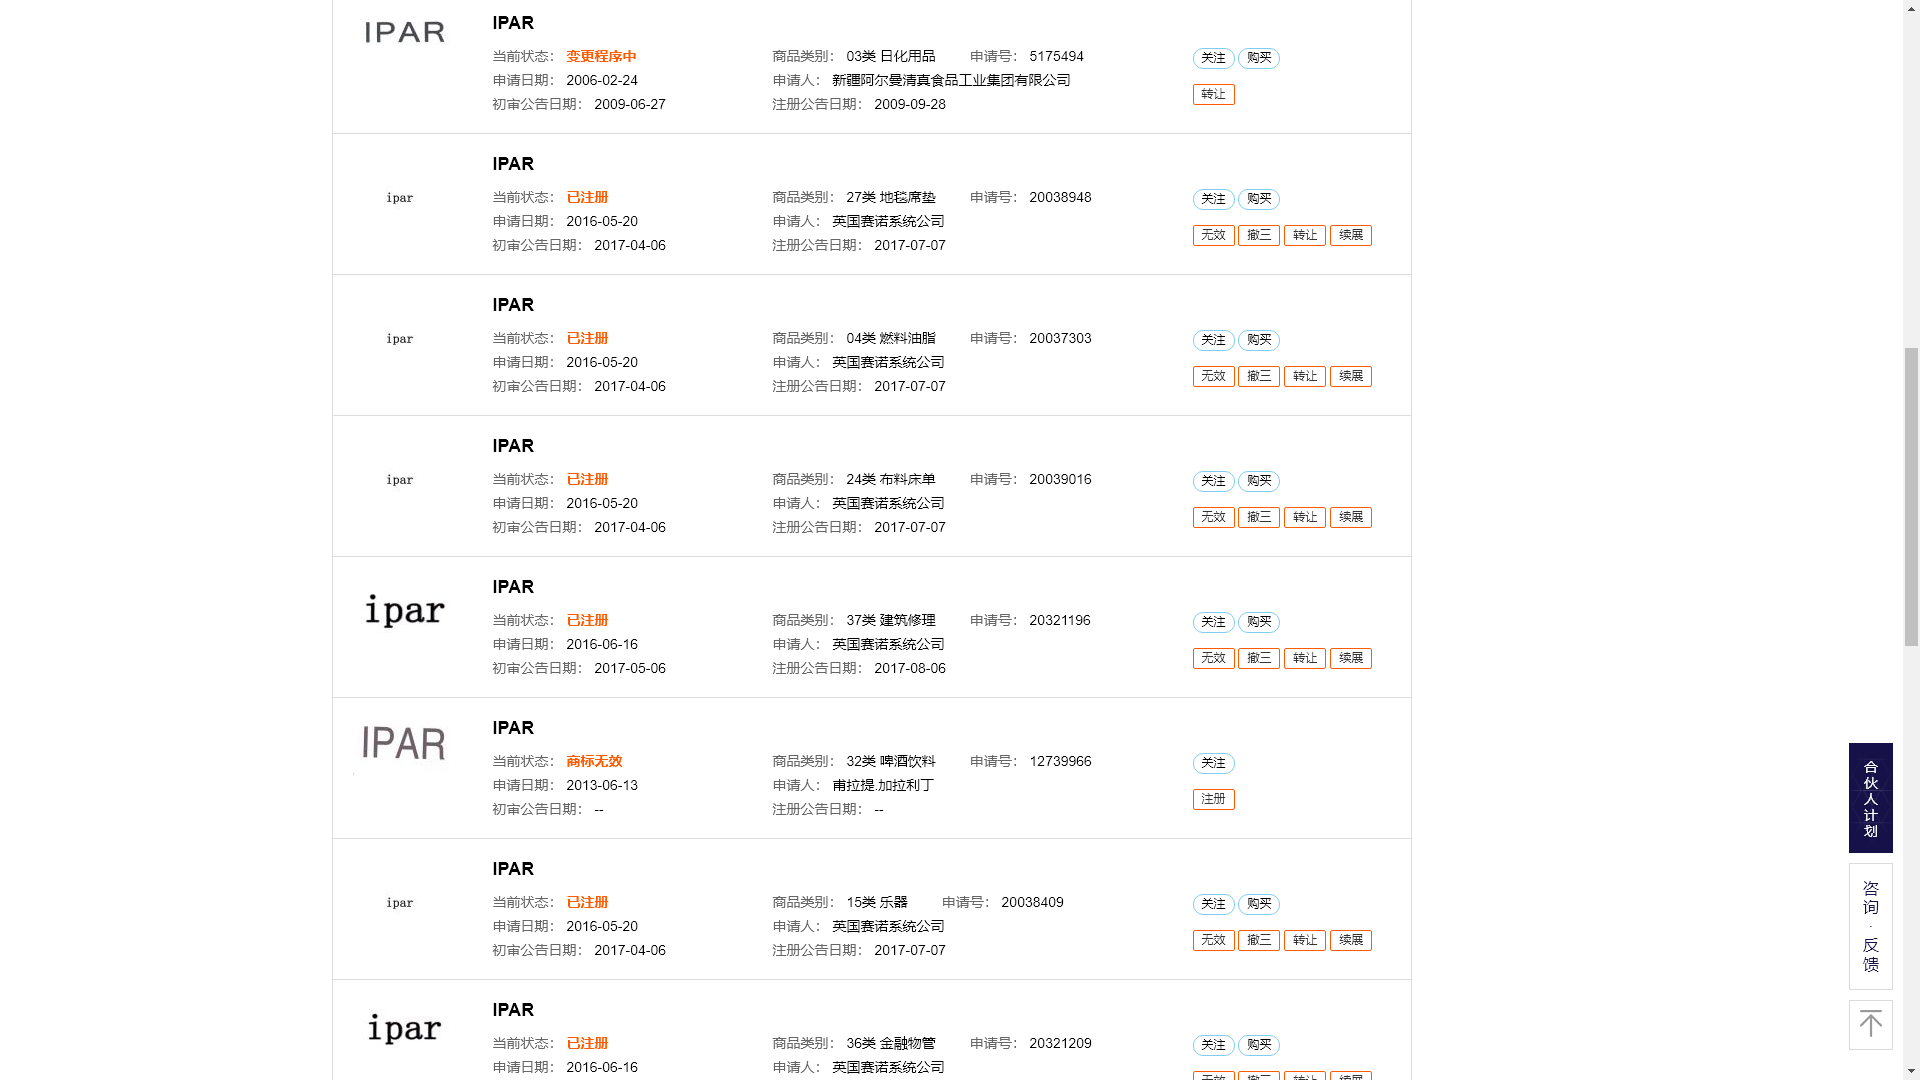 IPAR
IPAR
当前状态： 变更程序中 商品类别： 03类 日化用品 申请号： 5175494 关注 购买
申请日期： 2006-02-24 申请人： 新疆阿尔曼清真食品工业集团有限公司
转让
初审公告日期： 2009-06-27 注册公告日期： 2009-09-28
IPAR
ipar
当前状态： 已注册 商品类别： 27类 地毯席垫 申请号： 20038948 关注 购买
申请日期： 2016-05-20 申请人： 英国赛诺系统公司
无效 撤三 转让 续展
初审公告日期： 2017-04-06 注册公告日期： 2017-07-07
IPAR
ipar
当前状态： 已注册 商品类别： 04类 燃料油脂 申请号： 20037303 关注 购买
申请日期： 2016-05-20 申请人： 英国赛诺系统公司
无效 撤三 转让 续展
初审公告日期： 2017-04-06 注册公告日期： 2017-07-07
IPAR
ipar
当前状态： 已注册 商品类别： 24类 布料床单 申请号： 20039016 关注 购买
申请日期： 2016-05-20 申请人： 英国赛诺系统公司
无效 撤三 转让 续展
初审公告日期： 2017-04-06 注册公告日期： 2017-07-07
IPAR
ipar
当前状态： 已注册 商品类别： 37类 建筑修理 申请号： 20321196 关注 购买
申请日期： 2016-06-16 申请人： 英国赛诺系统公司
无效 撤三 转让 续展
初审公告日期： 2017-05-06 注册公告日期： 2017-08-06
IPAR
IPAR
当前状态： 商标无效 商品类别： 32类 啤酒饮料 申请号： 12739966 关注
申请日期： 2013-06-13 申请人： 甫拉提.加拉利丁
注册
初审公告日期： -- 注册公告日期： --
IPAR
ipar
当前状态： 已注册 商品类别： 15类 乐器 申请号： 20038409 关注 购买
申请日期： 2016-05-20 申请人： 英国赛诺系统公司
无效 撤三 转让 续展
初审公告日期： 2017-04-06 注册公告日期： 2017-07-07
IPAR
ipar
当前状态： 已注册 商品类别： 36类 金融物管 申请号： 20321209 关注 购买
申请日期： 2016-06-16 申请人： 英国赛诺系统公司
无效 撤三 转让 续展
合伙人计划
咨询·反馈